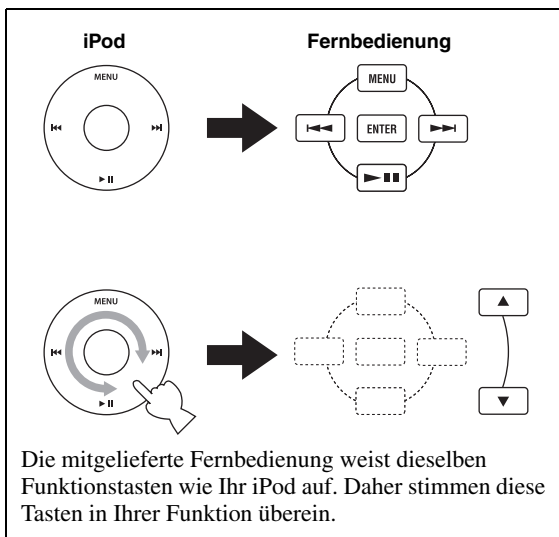 iPod Fernbedienung
MENU
MENU
ENTER
MENU
Die mitgelieferte Fernbedienung weist dieselben
Funktionstasten wie Ihr iPod auf. Daher stimmen diese
Tasten in Ihrer Funktion überein.